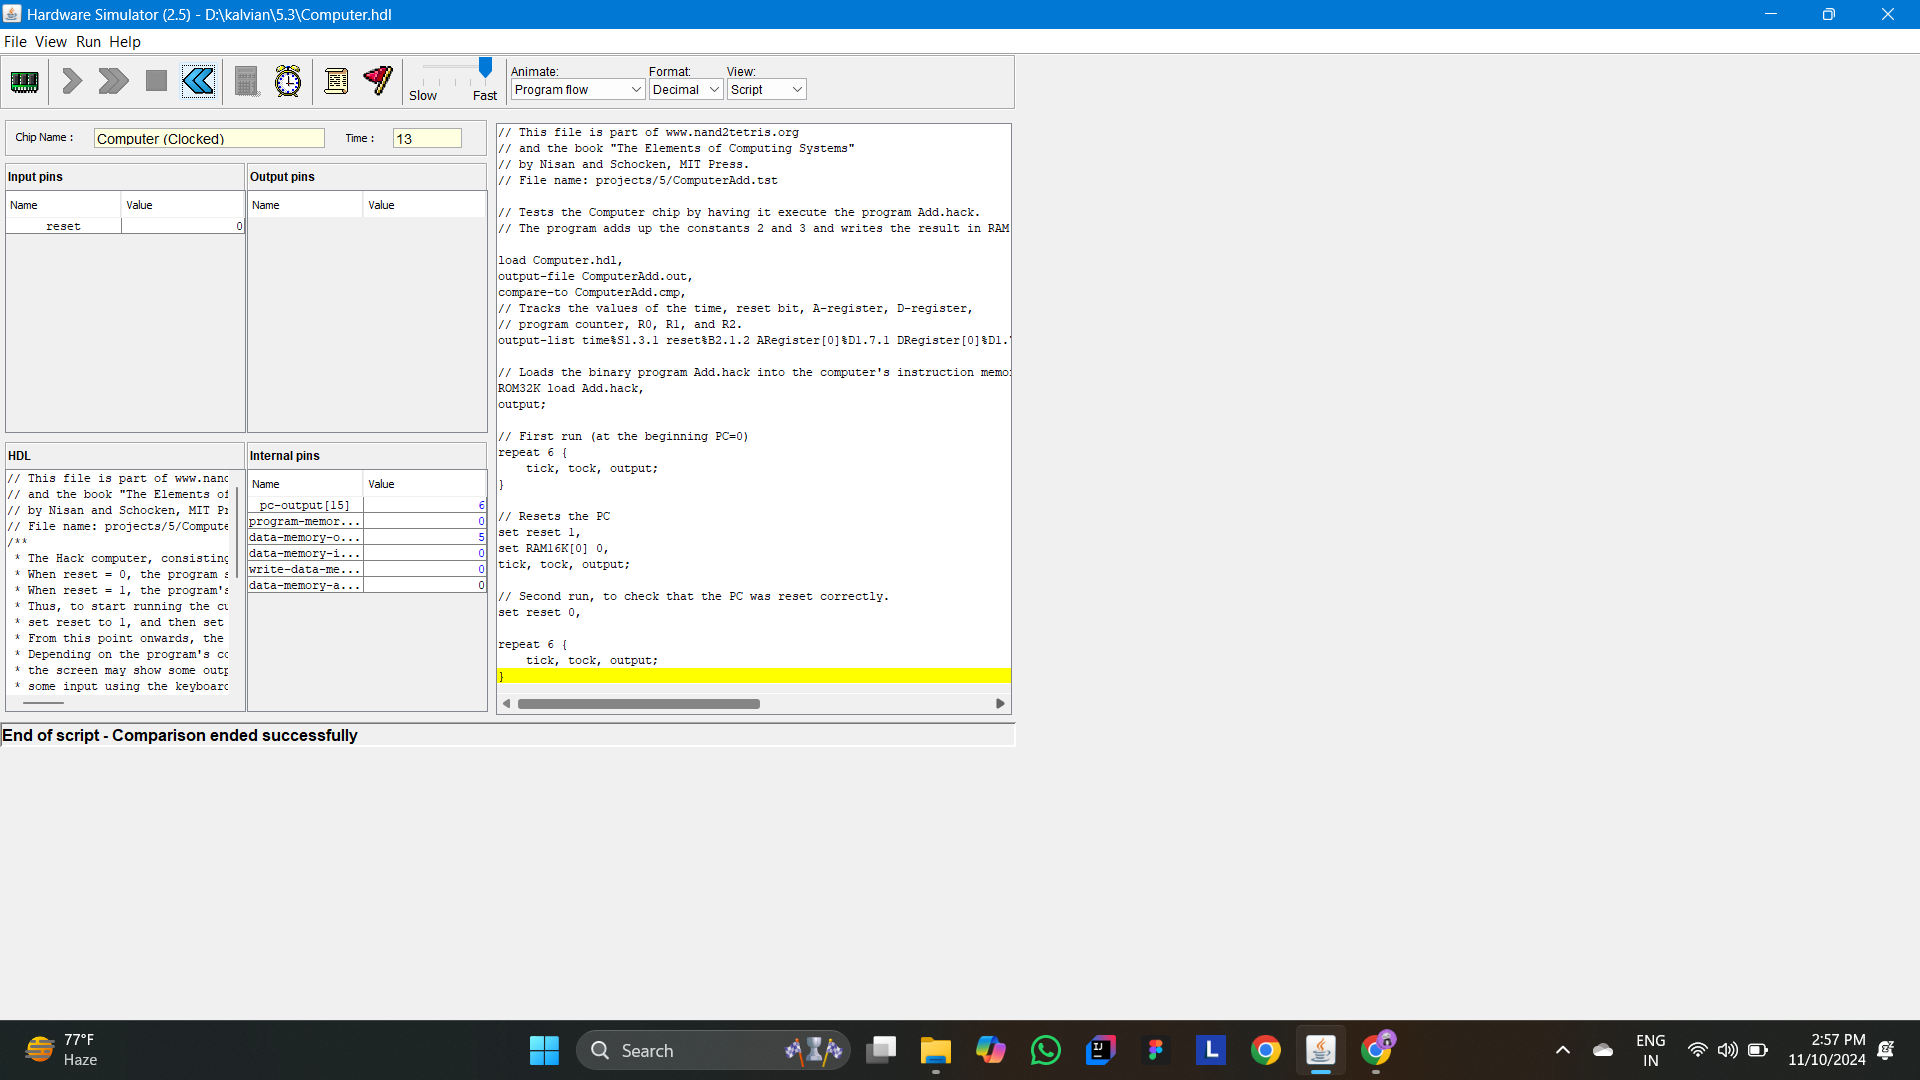 Hardware Simulator (2.5) - D:\kalvian\5.3\Computer.hdl
File View Run Help
Slow Fast
Animate: Format: View:
Program flow Decimal Script
Chip Name : Computer (Clocked) Time : 13
Input pins
Name Value
reset 0
Output pins
Name Value
HDL
// This file is part of www.nand
// and the book "The Elements of
// by Nisan and Schocken, MIT Pr
// File name: projects/5/Compute
/**
* The Hack computer, consisting
* When reset = 0, the program s
* When reset = 1, the program's
* Thus, to start running the cu
* set reset to 1, and then set
* From this point onwards, the
* Depending on the program's co
* the screen may show some outp
* some input using the keyboard
Internal pins
Name Value
pc-output[15] 6
program-memor... 0
data-memory-o... 5
data-memory-i... 0
write-data-me... 0
data-memory-a... 0
// This file is part of www.nand2tetris.org
// and the book "The Elements of Computing Systems"
// by Nisan and Schocken, MIT Press.
// File name: projects/5/ComputerAdd.tst
// Tests the Computer chip by having it execute the program Add.hack.
// The program adds up the constants 2 and 3 and writes the result in RAM
load Computer.hdl,
output-file ComputerAdd.out,
compare-to ComputerAdd.cmp,
// Tracks the values of the time, reset bit, A-register, D-register,
// program counter, R0, R1, and R2.
output-list time%S1.3.1 reset%B2.1.2 ARegister[0]%D1.7.1 DRegister[0]%D1.
// Loads the binary program Add.hack into the computer's instruction memo
ROM32K load Add.hack,
output;
// First run (at the beginning PC=0)
repeat 6 {
tick, tock, output;
}
// Resets the PC
set reset 1,
set RAM16K[0] 0,
tick, tock, output;
// Second run, to check that the PC was reset correctly.
set reset 0,
repeat 6 {
tick, tock, output;
}
End of script - Comparison ended successfully
77°F
Haze
Search
IJ
L
ENG
IN
2:57 PM
11/10/2024